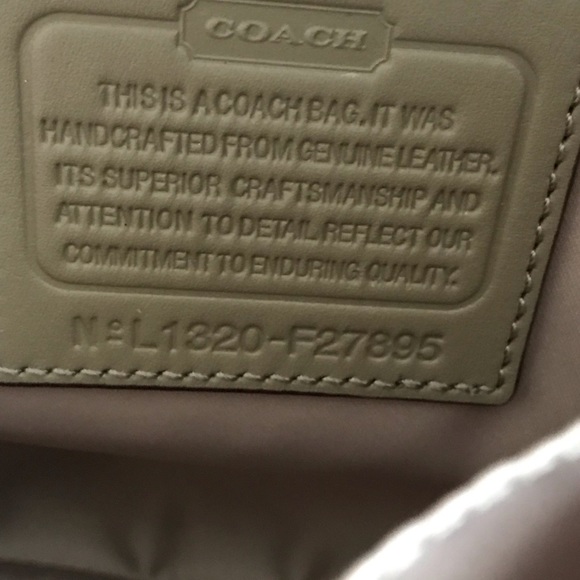 COACH
THIS IS A COACH BAG. IT WAS
HANDCRAFTED FROM GENUINE LEATHER.
ITS SUPERIOR CRAFTSMANSHIP AND
ATTENTION TO DETAIL REFLECT OUR
COMMITMENT TO ENDURING QUALITY.
Nº L1320-F27895